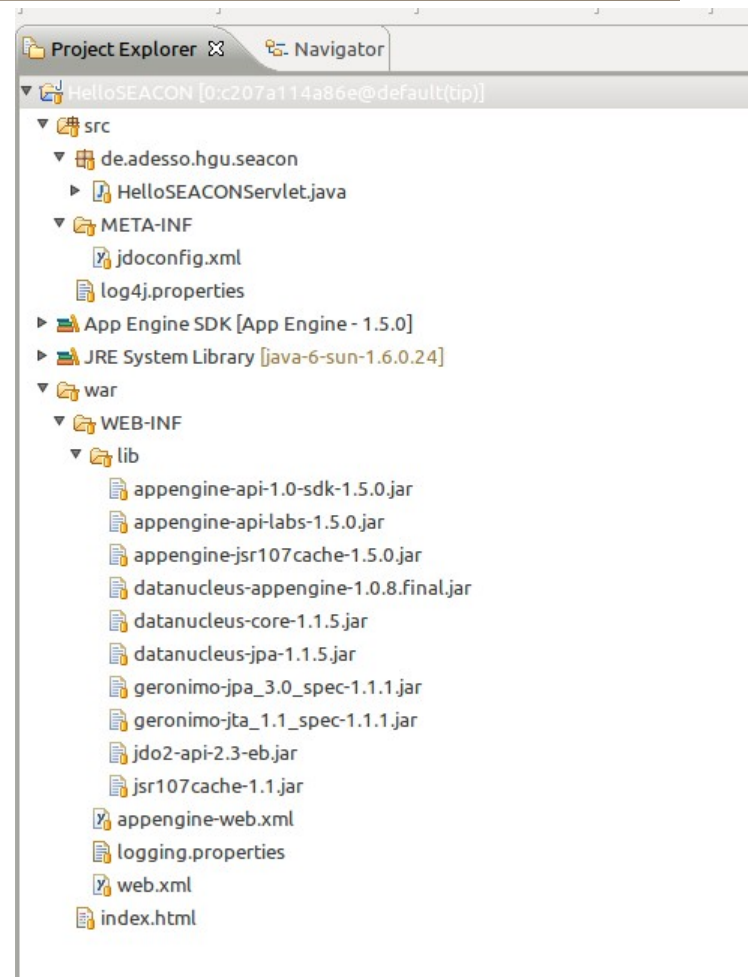 Project Explorer Navigator
HelloSEACON [0:c207a114a86e@default(tip)]
src
de.adesso.hgu.seacon
HelloSEACONServlet.java
META-INF
jdoconfig.xml
log4j.properties
App Engine SDK [App Engine - 1.5.0]
JRE System Library [java-6-sun-1.6.0.24]
war
WEB-INF
lib
appengine-api-1.0-sdk-1.5.0.jar
appengine-api-labs-1.5.0.jar
appengine-jsr107cache-1.5.0.jar
datanucleus-appengine-1.0.8.final.jar
datanucleus-core-1.1.5.jar
datanucleus-jpa-1.1.5.jar
geronimo-jpa_3.0_spec-1.1.1.jar
geronimo-jta_1.1_spec-1.1.1.jar
jdo2-api-2.3-eb.jar
jsr107cache-1.1.jar
appengine-web.xml
logging.properties
web.xml
index.html